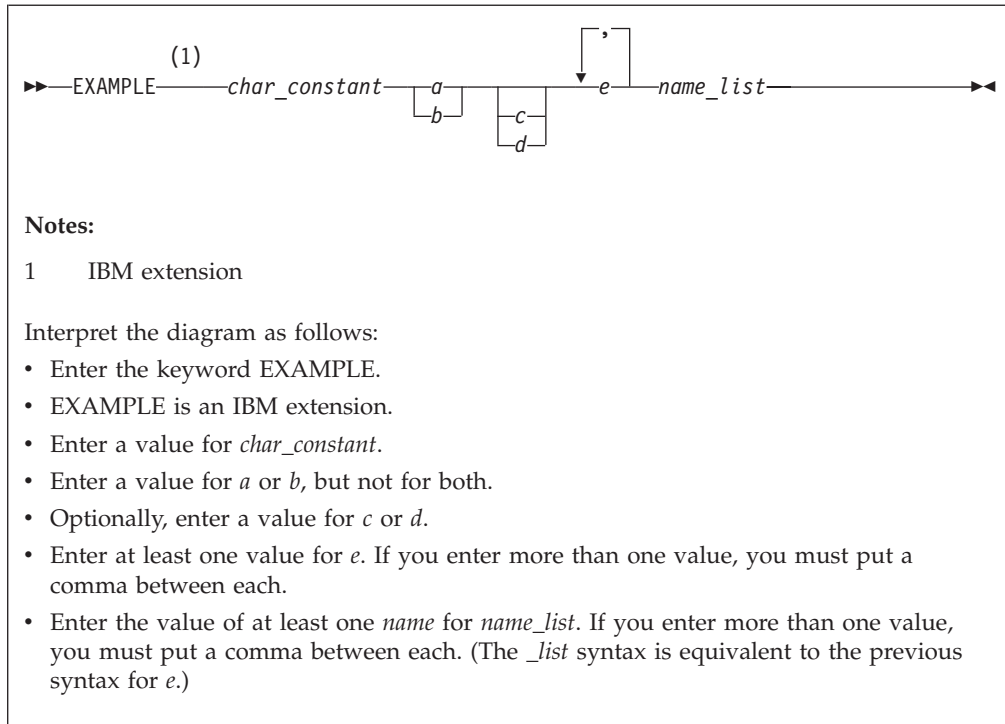 ,
(1)
EXAMPLE char_constant a e name_list
b c
d
Notes:
1 IBM extension
Interpret the diagram as follows:
• Enter the keyword EXAMPLE.
• EXAMPLE is an IBM extension.
• Enter a value for char_constant.
• Enter a value for a or b, but not for both.
• Optionally, enter a value for c or d.
• Enter at least one value for e. If you enter more than one value, you must put a
comma between each.
• Enter the value of at least one name for name_list. If you enter more than one value,
you must put a comma between each. (The _list syntax is equivalent to the previous
syntax for e.)